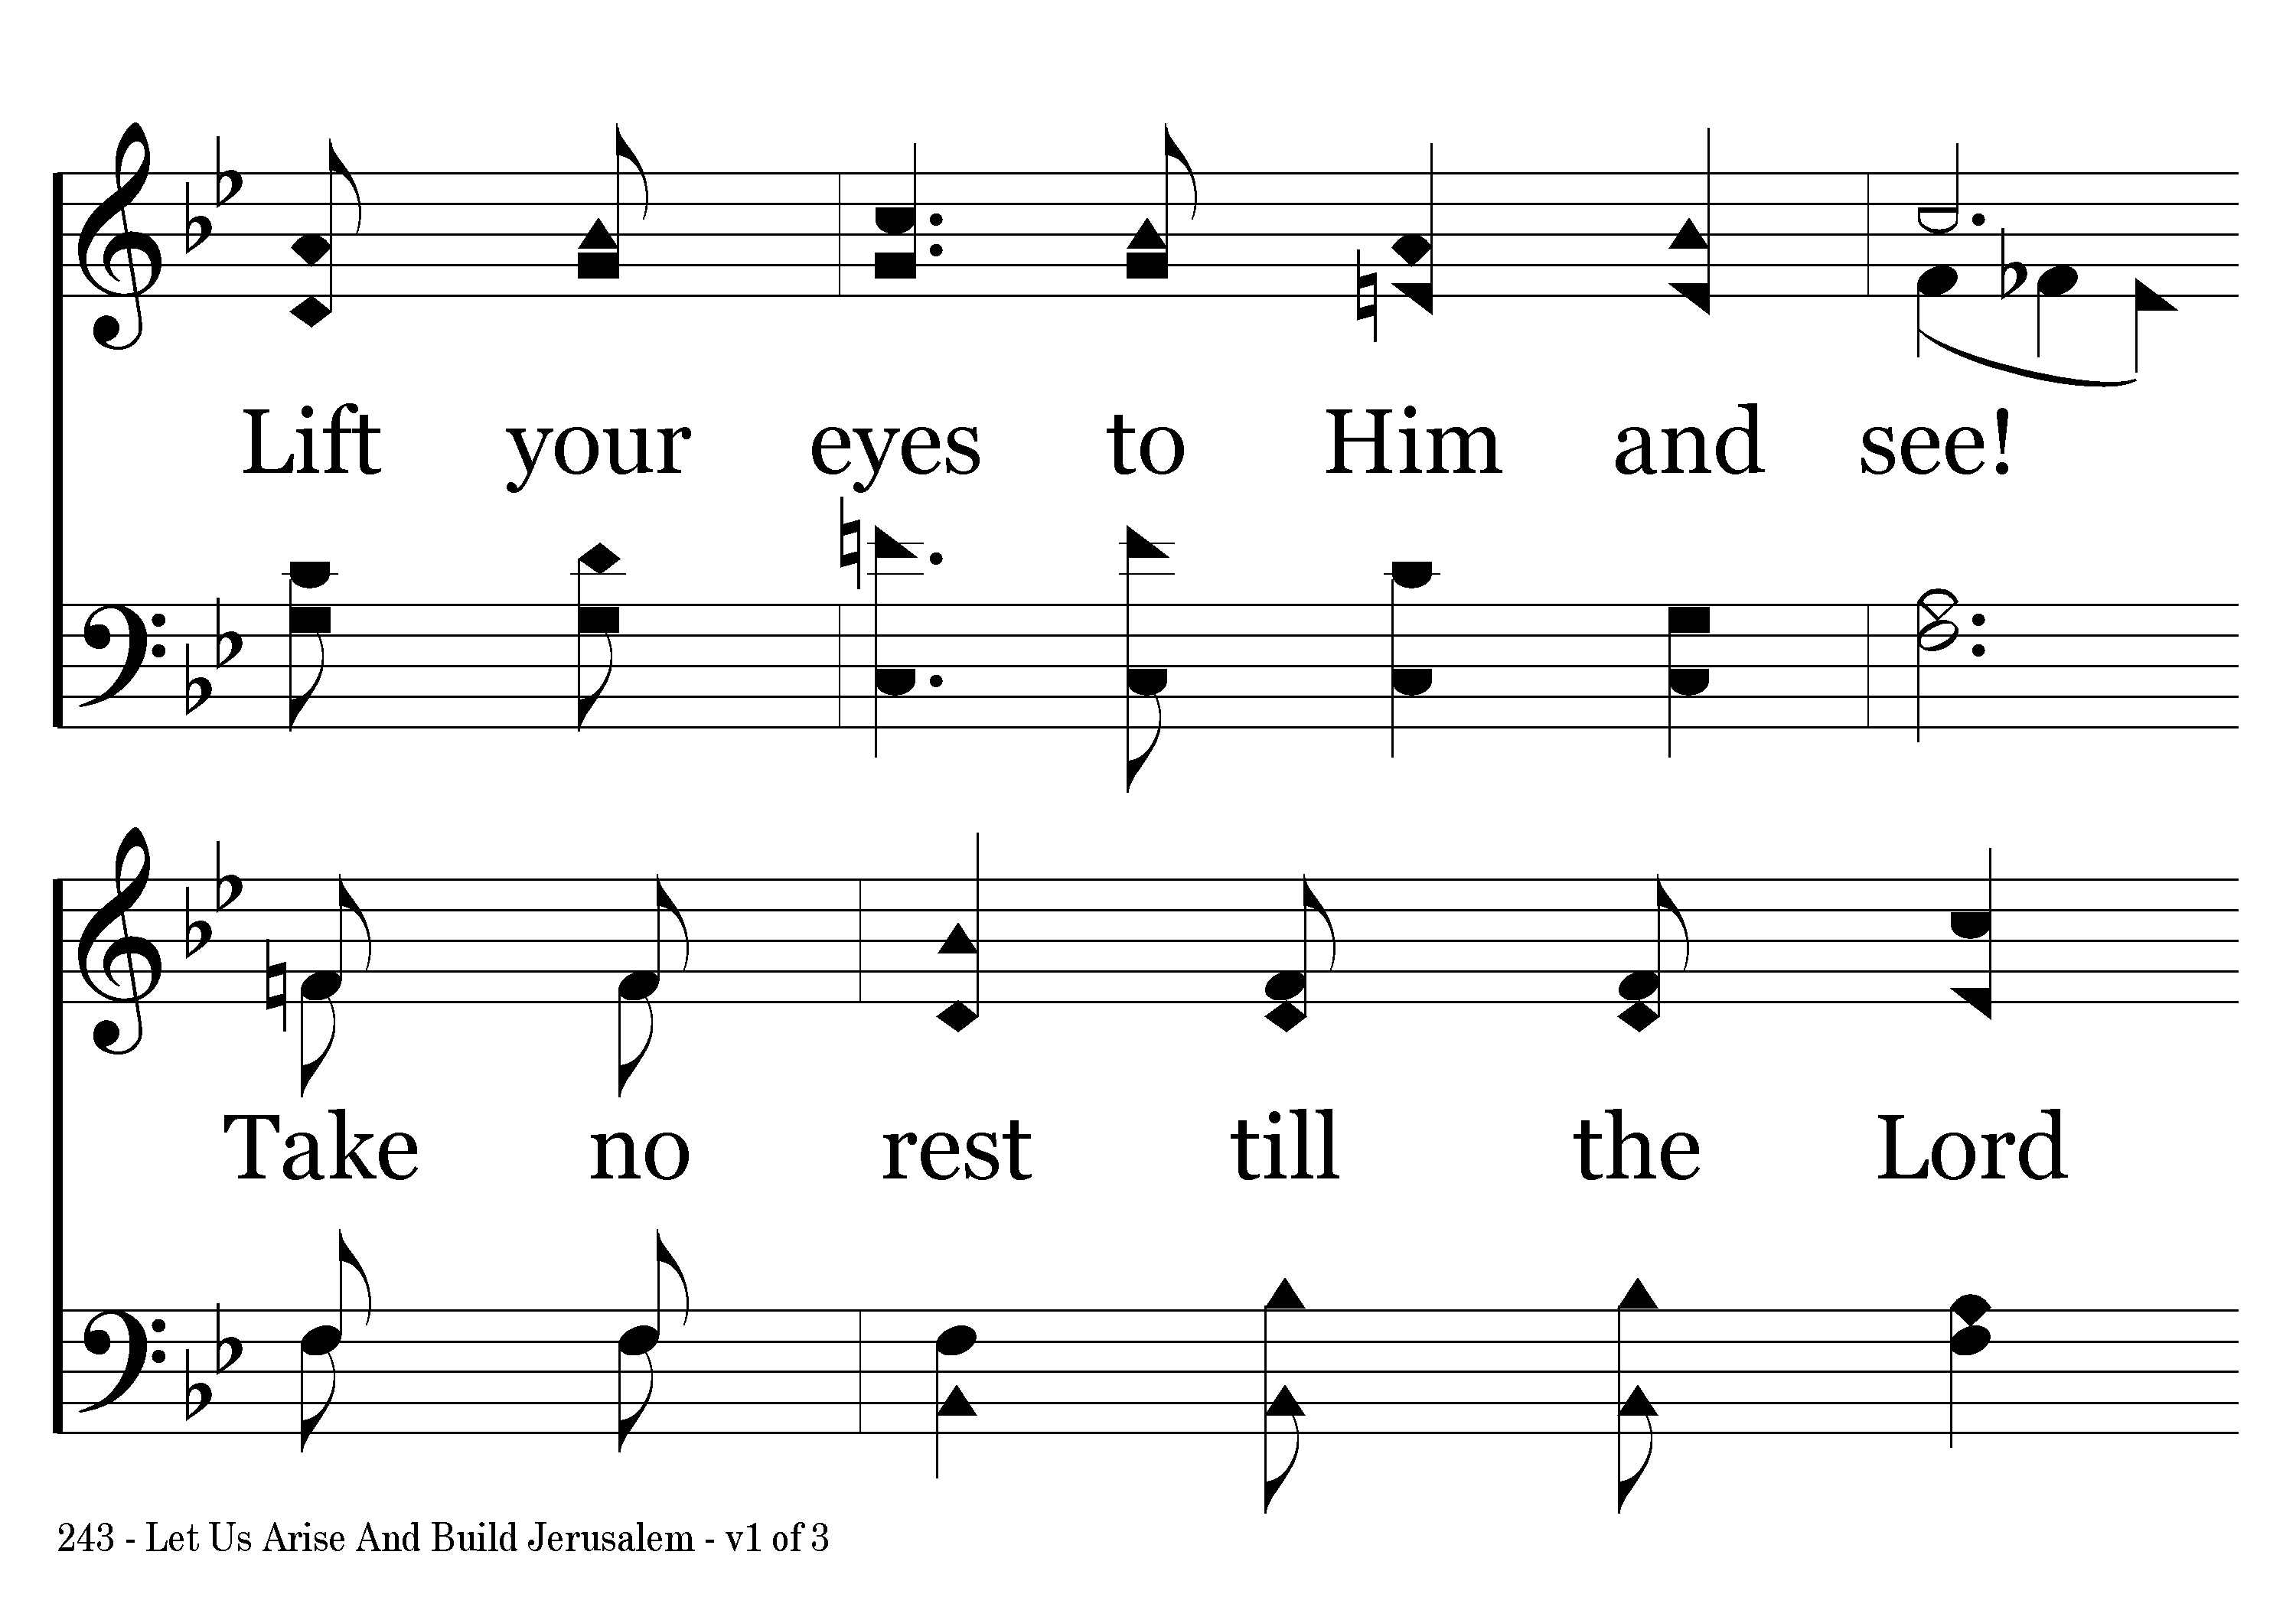 Lift your eyes to Him and see!
Take no rest till the Lord
243 - Let Us Arise And Build Jerusalem - v1 of 3